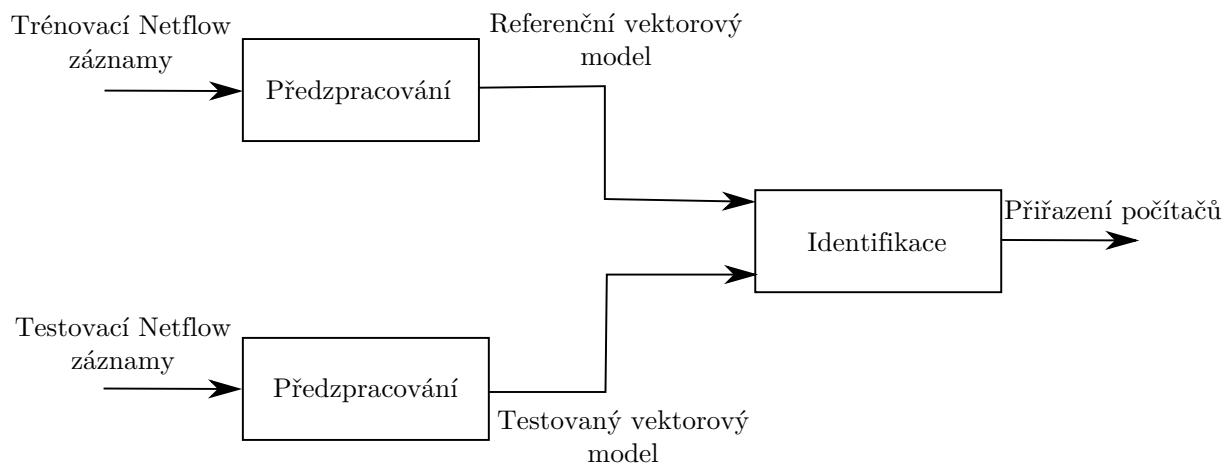 Trénovací Netflow
záznamy
Předzpracování
Referenční vektorový
model
Identifikace
Přiřazení počítačů
Testovací Netflow
záznamy
Předzpracování
Testovaný vektorový
model